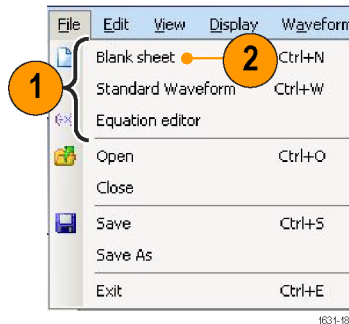 File Edit View Display Waveform
1
2
Blank sheet Ctrl+N
Standard Waveform Ctrl+W
Equation editor
Open Ctrl+O
Close
Save Ctrl+S
Save As
Exit Ctrl+E
1631-18